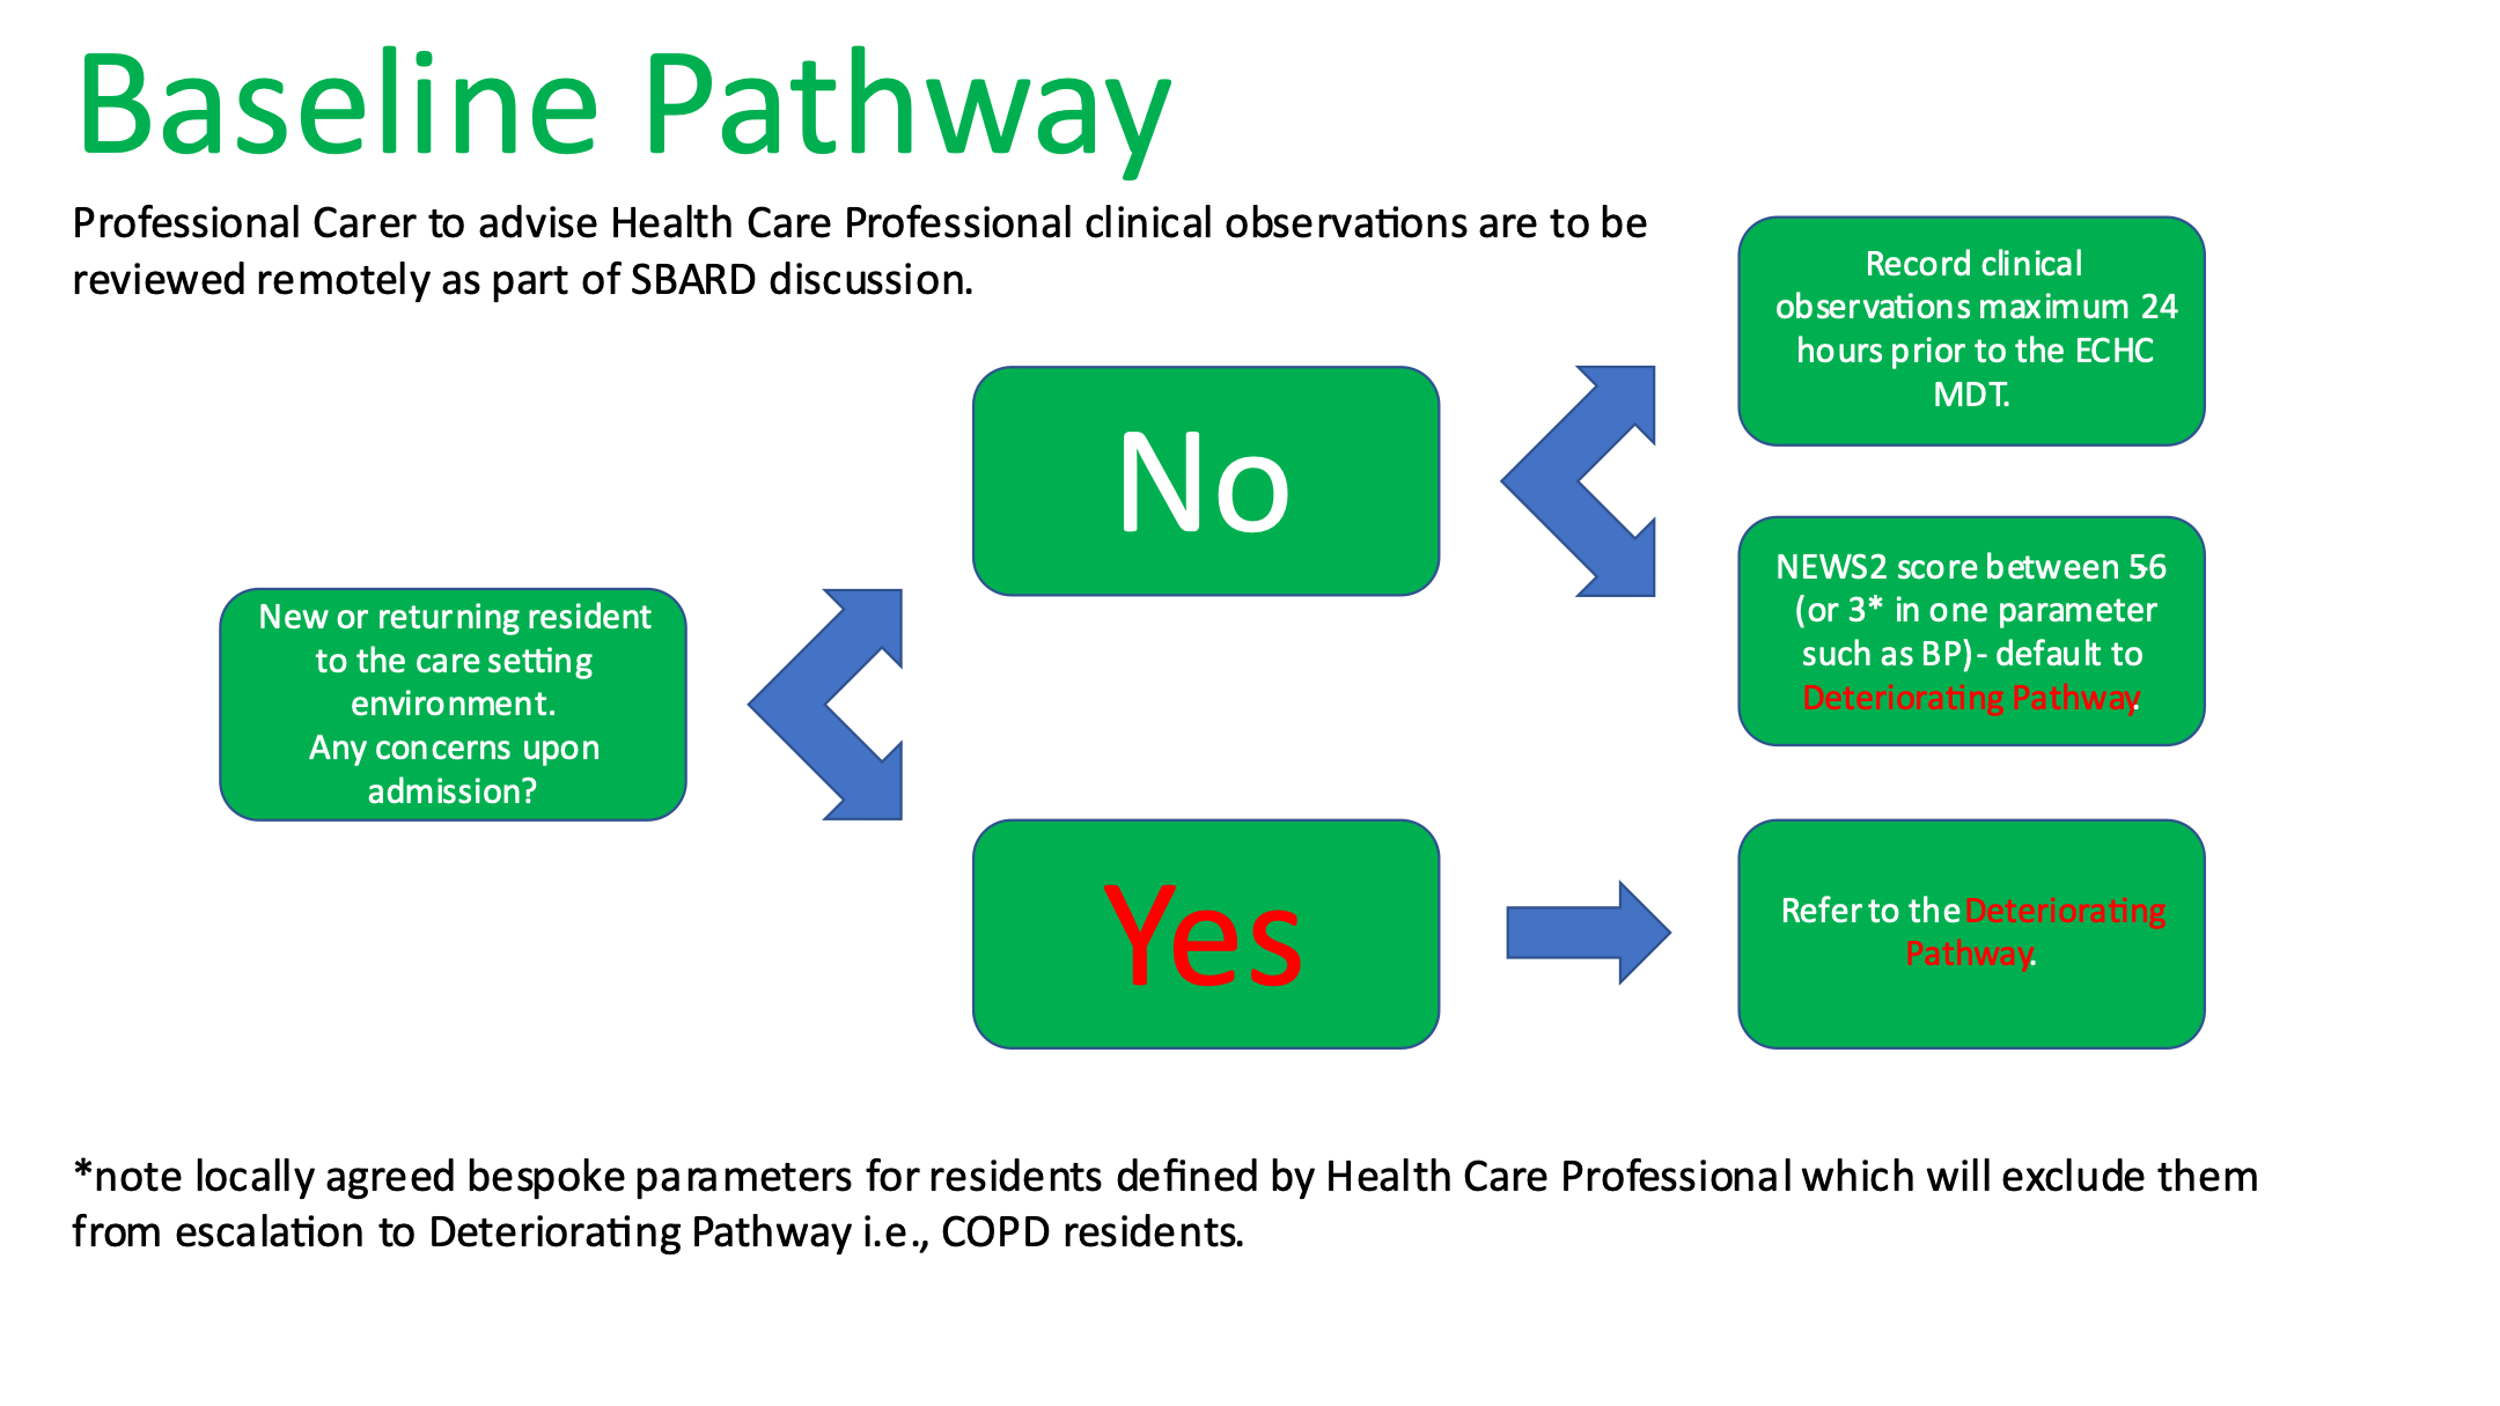 Baseline Pathway
Professional Carer to advise Health Care Professional clinical observations are to be
reviewed remotely as part of SBARD discussion.
Record clinical
observations maximum 24
hours prior to the ECHC
MDT.
No
NEWS2 score between 5-6
(or 3* in one parameter
such as BP) - default to
Deteriorating Pathway.
New or returning resident
to the care setting
environment.
Any concerns upon
admission?
Yes
Refer to the Deteriorating
Pathway.
*note locally agreed bespoke parameters for residents defined by Health Care Professional which will exclude them
from escalation to Deteriorating Pathway i.e., COPD residents.